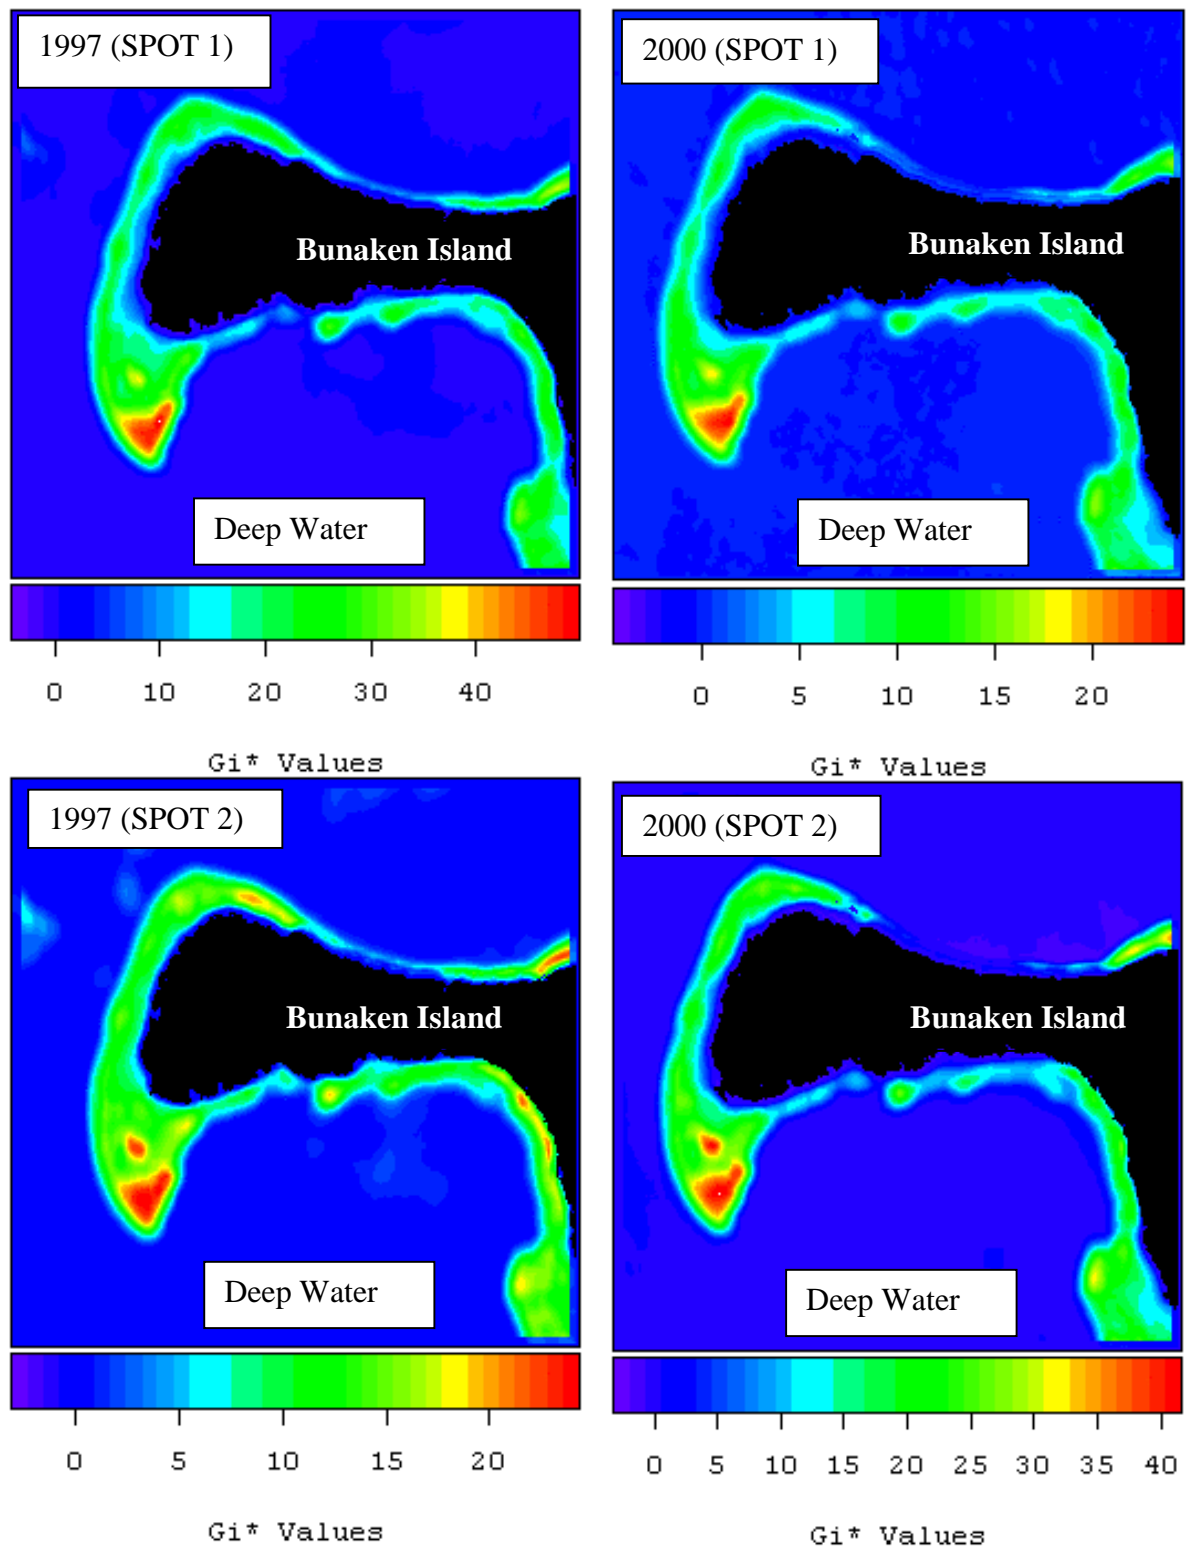 1997 (SPOT 1)
2000 (SPOT 1)
Bunaken Island
Bunaken Island
Deep Water
Deep Water
0 10 20 30 40
0 5 10 15 20
Gi* Values
Gi* Values
1997 (SPOT 2)
2000 (SPOT 2)
Bunaken Island
Bunaken Island
Deep Water
Deep Water
0 5 10 15 20
0 5 10 15 20 25 30 35 40
Gi* Values
Gi* Values